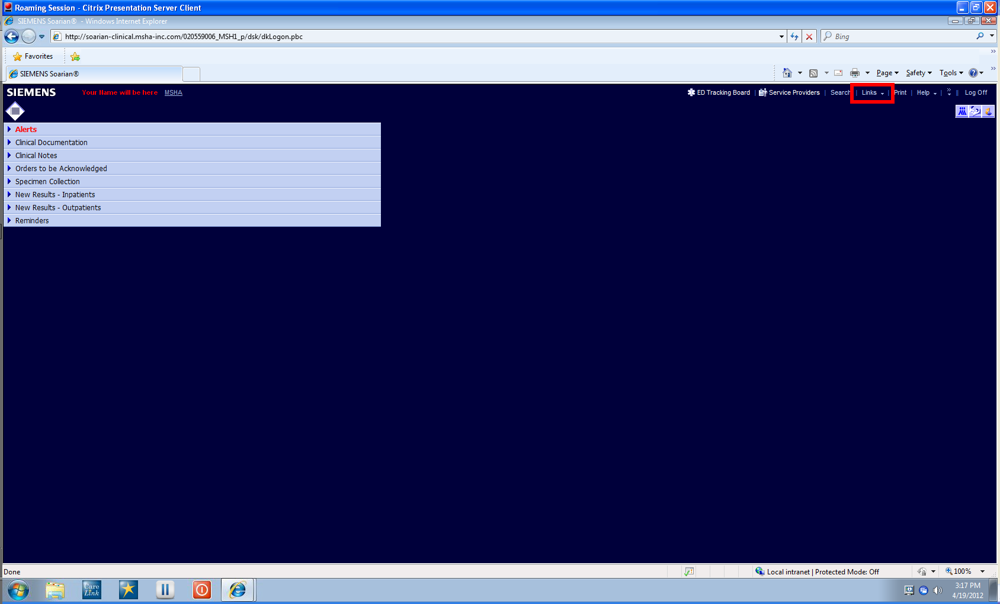 Roaming Session - Citrix Presentation Server Client
SIEMENS Soarian® - Windows Internet Explorer
http://soarian-clinical.msha-inc.com/020559006_MSH1_p/dsk/dkLogon.pbc
Bing
Favorites
SIEMENS Soarian®
Page
Safety
Tools
SIEMENS
Your Name will be here
MSHA
ED Tracking Board | Service Providers | Search | Links | Print | Help | || Log Off
Alerts
Clinical Documentation
Clinical Notes
Orders to be Acknowledged
Specimen Collection
New Results - Inpatients
New Results - Outpatients
Reminders
Done
Local intranet | Protected Mode: Off
100%
Care
Link
3:17 PM
4/19/2012